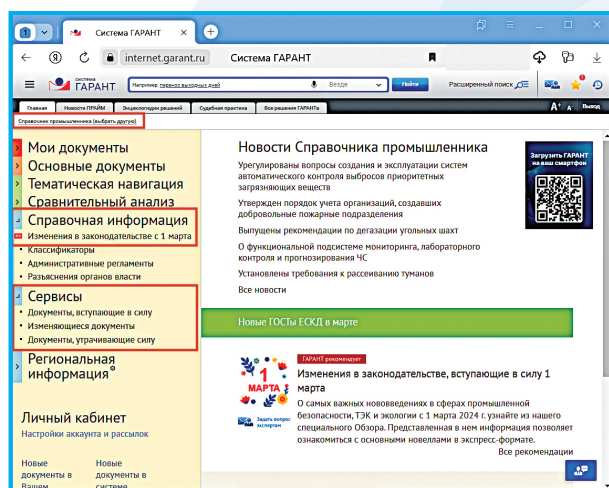 1
Система ГАРАНТ
internet.garant.ru
Система ГАРАНТ
система
ГАРАНТ
Например, перенос выходных дней
Везде
Найти
Расширенный поиск
Главная
Новости ПРАЙМ
Энциклопедия решений
Судебная практика
Все решения ГАРАНТа
А+ А
Выход
Справочник промышленника (выбрать другую)
Мои документы
Основные документы
Тематическая навигация
Сравнительный анализ
Справочная информация
Изменения в законодательстве с 1 марта
Классификаторы
Административные регламенты
Разъяснения органов власти
Сервисы
Документы, вступающие в силу
Изменяющиеся документы
Документы, утрачивающие силу
Региональная
информация*
Личный кабинет
Настройки аккаунта и рассылок
Новые
документы в
Вашем
Новые
документы в
системе
Новости Справочника промышленника
Урегулированы вопросы создания и эксплуатации систем
автоматического контроля выбросов приоритетных
загрязняющих веществ
Утвержден порядок учета организаций, создавших
добровольные пожарные подразделения
Выпущены рекомендации по дегазации угольных шахт
О функциональной подсистеме мониторинга, лабораторного
контроля и прогнозирования ЧС
Установлены требования к рассеиванию туманов
Все новости
Загрузить ГАРАНТ
на ваш смартфон
Новые ГОСТы ЕСКД в марте
1
МАРТА
Задать вопрос
экспертам
ГАРАНТ рекомендует
Изменения в законодательстве, вступающие в силу 1
марта
О самых важных нововведениях в сферах промышленной
безопасности, ТЭК и экологии с 1 марта 2024 г. узнайте из нашего
специального Обзора. Представленная в нем информация позволяет
ознакомиться с основными новеллами в экспресс-формате.
Все рекомендации